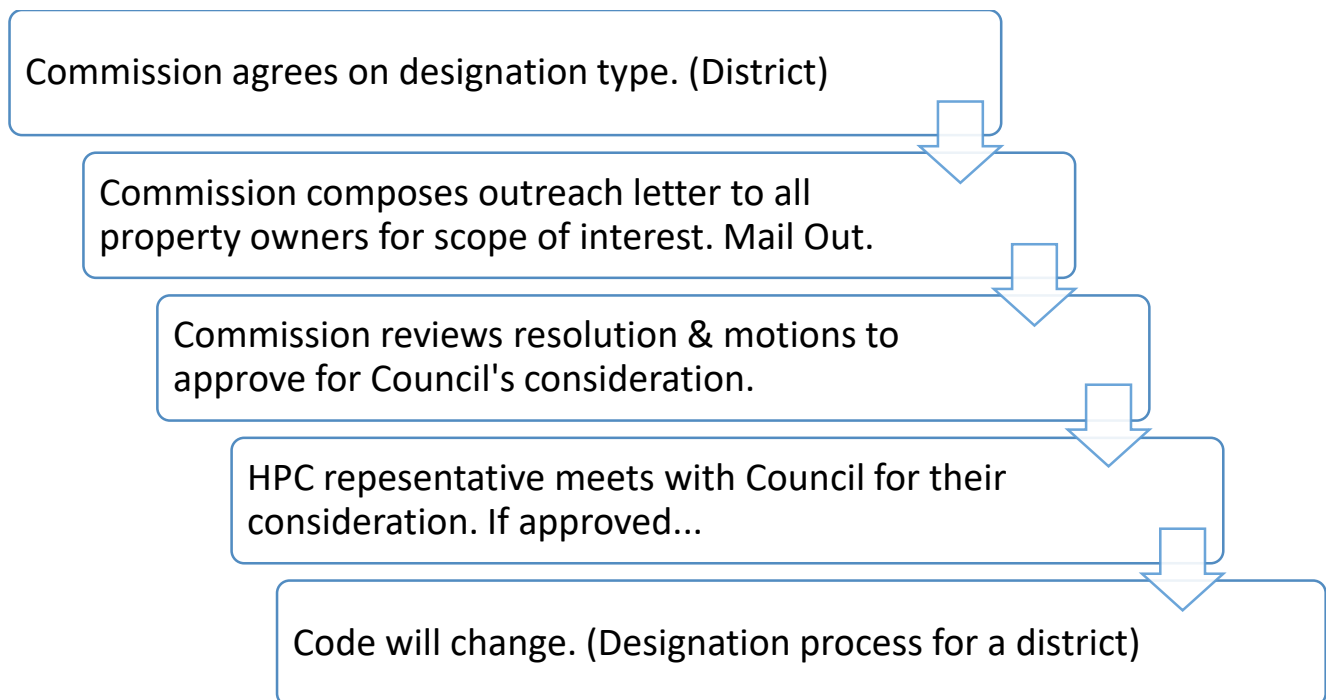 Commission agrees on designation type. (District)
Commission composes outreach letter to all
property owners for scope of interest. Mail Out.
Commission reviews resolution & motions to
approve for Council's consideration.
HPC repesentative meets with Council for their
consideration. If approved...
Code will change. (Designation process for a district)